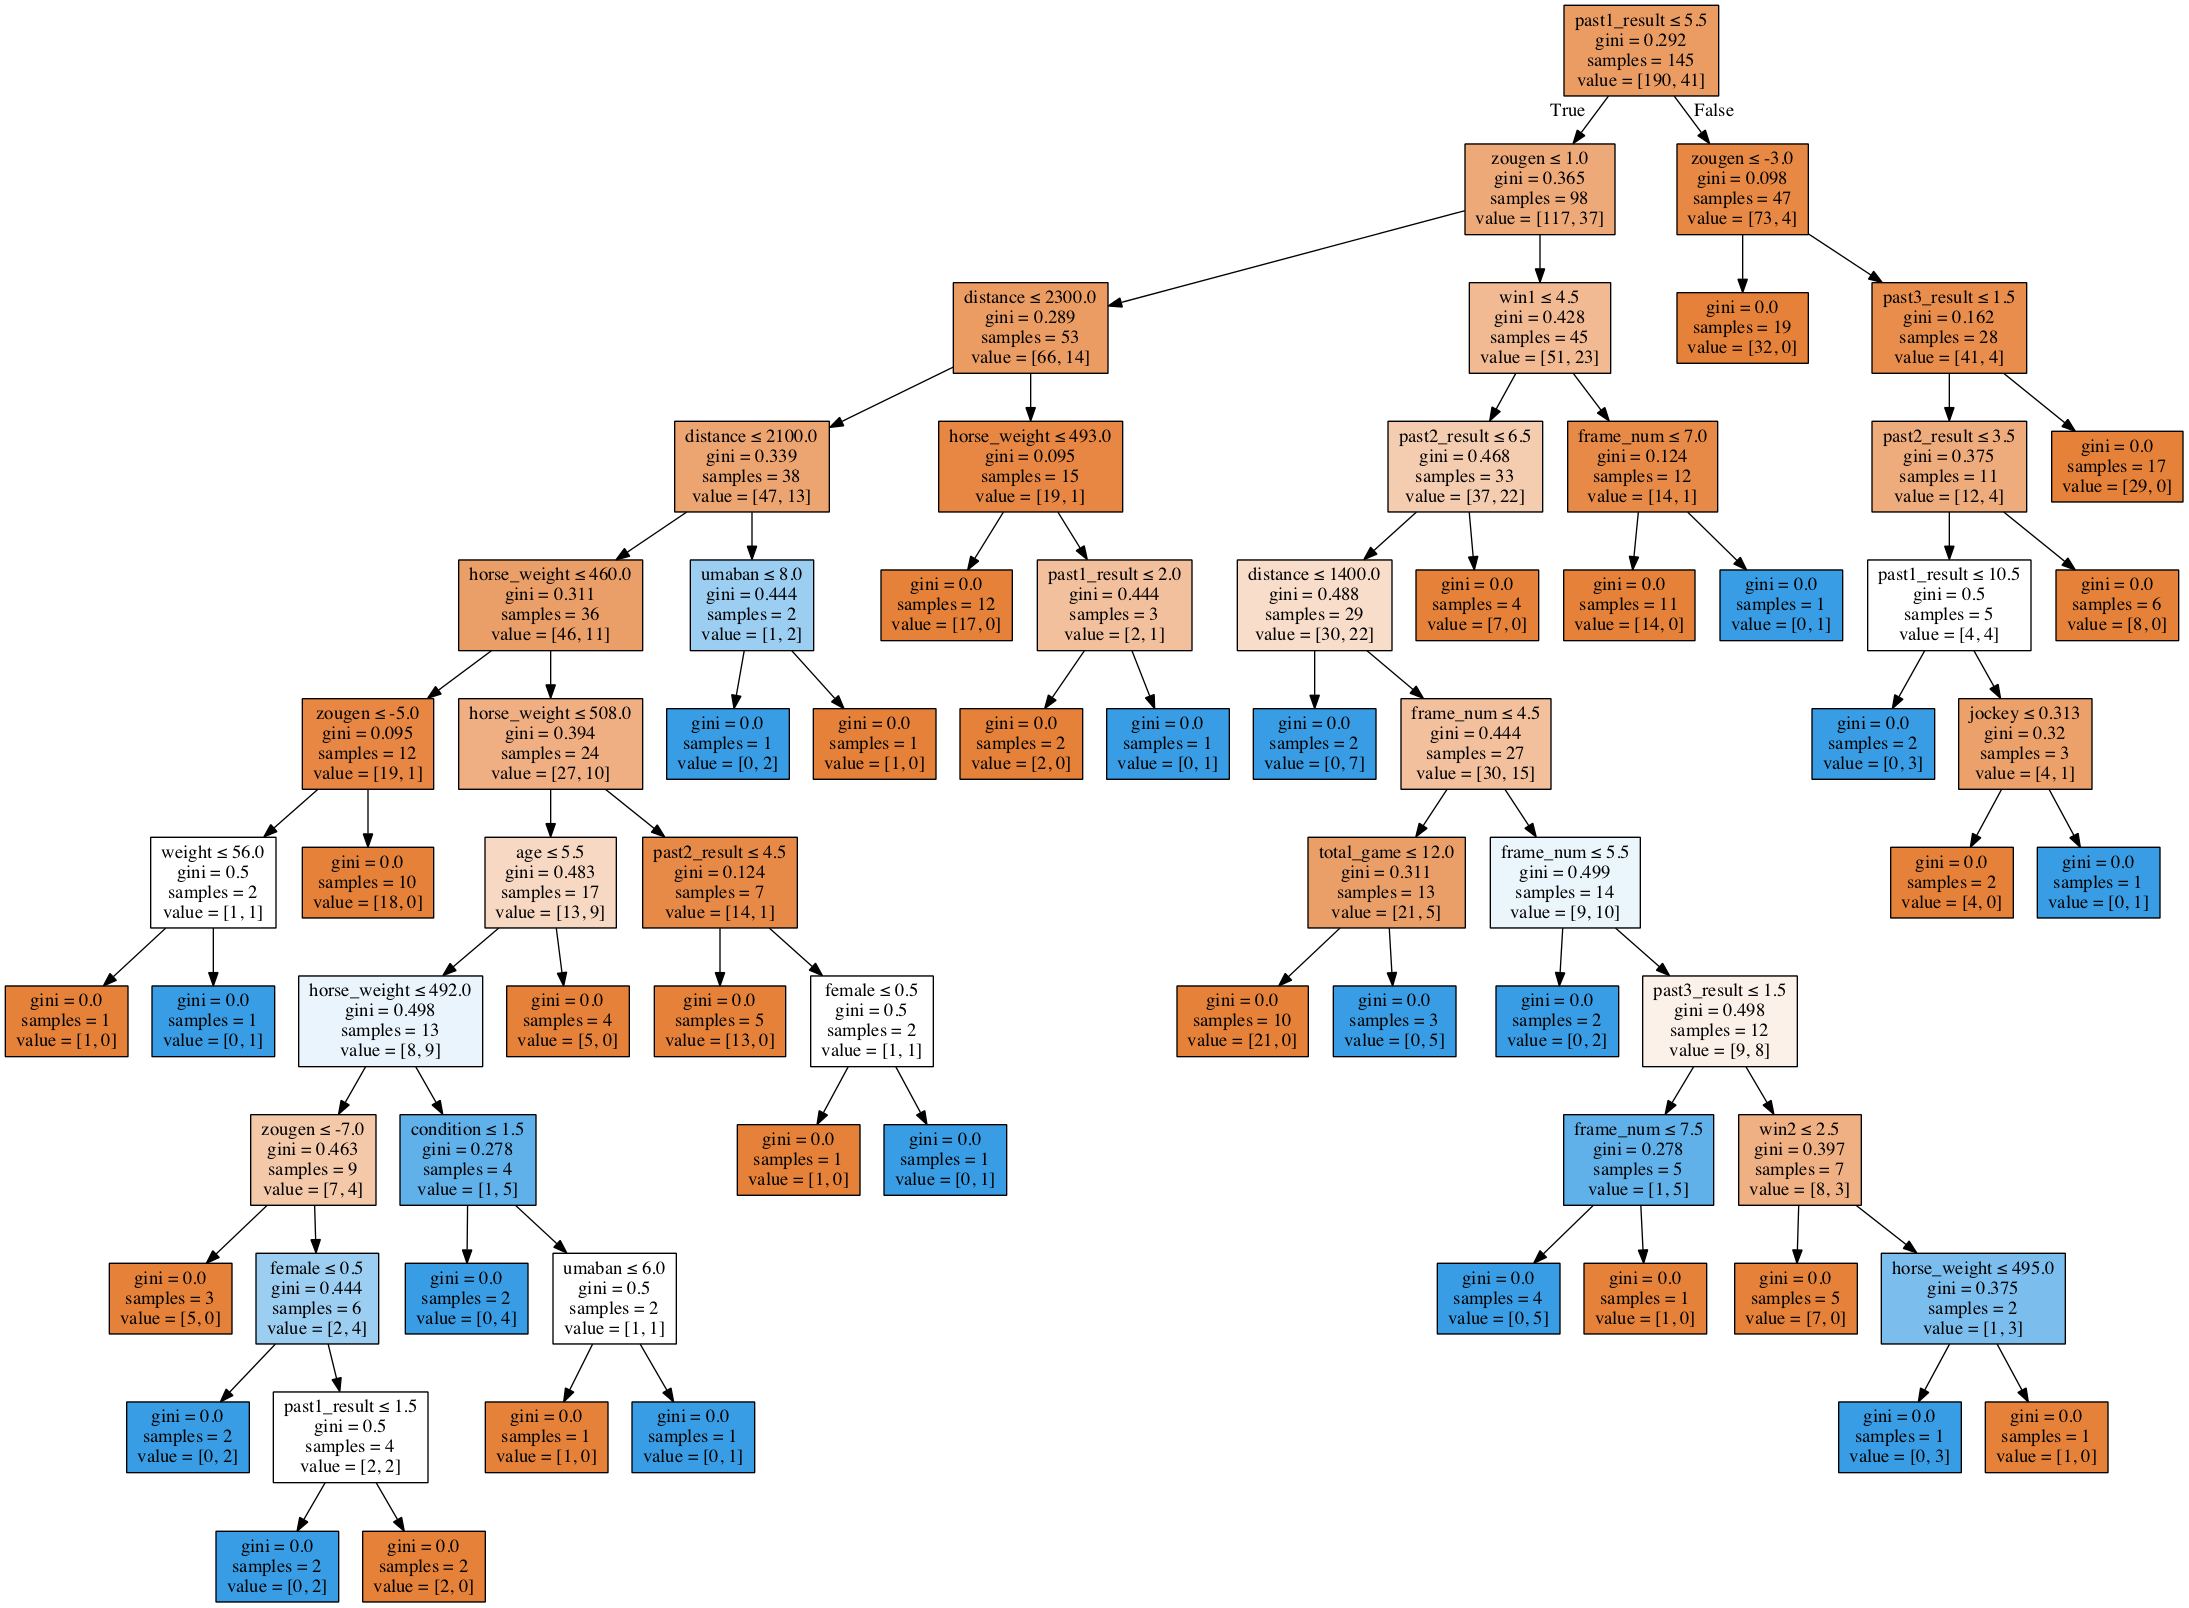 past1_result ≤ 5.5
gini = 0.292
samples = 145
value = [190, 41]
True
False
zougen ≤ 1.0
gini = 0.365
samples = 98
value = [117, 37]
zougen ≤ -3.0
gini = 0.098
samples = 47
value = [73, 4]
distance ≤ 2300.0
gini = 0.289
samples = 53
value = [66, 14]
win1 ≤ 4.5
gini = 0.428
samples = 45
value = [51, 23]
gini = 0.0
samples = 19
value = [32, 0]
past3_result ≤ 1.5
gini = 0.162
samples = 28
value = [41, 4]
distance ≤ 2100.0
gini = 0.339
samples = 38
value = [47, 13]
horse_weight ≤ 493.0
gini = 0.095
samples = 15
value = [19, 1]
past2_result ≤ 6.5
gini = 0.468
samples = 33
value = [37, 22]
frame_num ≤ 7.0
gini = 0.124
samples = 12
value = [14, 1]
past2_result ≤ 3.5
gini = 0.375
samples = 11
value = [12, 4]
gini = 0.0
samples = 17
value = [29, 0]
horse_weight ≤ 460.0
gini = 0.311
samples = 36
value = [46, 11]
umaban ≤ 8.0
gini = 0.444
samples = 2
value = [1, 2]
gini = 0.0
samples = 12
value = [17, 0]
past1_result ≤ 2.0
gini = 0.444
samples = 3
value = [2, 1]
distance ≤ 1400.0
gini = 0.488
samples = 29
value = [30, 22]
gini = 0.0
samples = 4
value = [7, 0]
gini = 0.0
samples = 11
value = [14, 0]
gini = 0.0
samples = 1
value = [0, 1]
past1_result ≤ 10.5
gini = 0.5
samples = 5
value = [4, 4]
gini = 0.0
samples = 6
value = [8, 0]
zougen ≤ -5.0
gini = 0.095
samples = 12
value = [19, 1]
horse_weight ≤ 508.0
gini = 0.394
samples = 24
value = [27, 10]
gini = 0.0
samples = 1
value = [0, 2]
gini = 0.0
samples = 1
value = [1, 0]
gini = 0.0
samples = 2
value = [2, 0]
gini = 0.0
samples = 1
value = [0, 1]
gini = 0.0
samples = 2
value = [0, 7]
frame_num ≤ 4.5
gini = 0.444
samples = 27
value = [30, 15]
gini = 0.0
samples = 2
value = [0, 3]
jockey ≤ 0.313
gini = 0.32
samples = 3
value = [4, 1]
weight ≤ 56.0
gini = 0.5
samples = 2
value = [1, 1]
gini = 0.0
samples = 10
value = [18, 0]
age ≤ 5.5
gini = 0.483
samples = 17
value = [13, 9]
past2_result ≤ 4.5
gini = 0.124
samples = 7
value = [14, 1]
total_game ≤ 12.0
gini = 0.311
samples = 13
value = [21, 5]
frame_num ≤ 5.5
gini = 0.499
samples = 14
value = [9, 10]
gini = 0.0
samples = 2
value = [4, 0]
gini = 0.0
samples = 1
value = [0, 1]
gini = 0.0
samples = 1
value = [1, 0]
gini = 0.0
samples = 1
value = [0, 1]
horse_weight ≤ 492.0
gini = 0.498
samples = 13
value = [8, 9]
gini = 0.0
samples = 4
value = [5, 0]
gini = 0.0
samples = 5
value = [13, 0]
female ≤ 0.5
gini = 0.5
samples = 2
value = [1, 1]
gini = 0.0
samples = 10
value = [21, 0]
gini = 0.0
samples = 3
value = [0, 5]
gini = 0.0
samples = 2
value = [0, 2]
past3_result ≤ 1.5
gini = 0.498
samples = 12
value = [9, 8]
zougen ≤ -7.0
gini = 0.463
samples = 9
value = [7, 4]
condition ≤ 1.5
gini = 0.278
samples = 4
value = [1, 5]
gini = 0.0
samples = 1
value = [1, 0]
gini = 0.0
samples = 1
value = [0, 1]
frame_num ≤ 7.5
gini = 0.278
samples = 5
value = [1, 5]
win2 ≤ 2.5
gini = 0.397
samples = 7
value = [8, 3]
gini = 0.0
samples = 3
value = [5, 0]
female ≤ 0.5
gini = 0.444
samples = 6
value = [2, 4]
gini = 0.0
samples = 2
value = [0, 4]
umaban ≤ 6.0
gini = 0.5
samples = 2
value = [1, 1]
gini = 0.0
samples = 4
value = [0, 5]
gini = 0.0
samples = 1
value = [1, 0]
gini = 0.0
samples = 5
value = [7, 0]
horse_weight ≤ 495.0
gini = 0.375
samples = 2
value = [1, 3]
gini = 0.0
samples = 2
value = [0, 2]
past1_result ≤ 1.5
gini = 0.5
samples = 4
value = [2, 2]
gini = 0.0
samples = 1
value = [1, 0]
gini = 0.0
samples = 1
value = [0, 1]
gini = 0.0
samples = 1
value = [0, 3]
gini = 0.0
samples = 1
value = [1, 0]
gini = 0.0
samples = 2
value = [0, 2]
gini = 0.0
samples = 2
value = [2, 0]